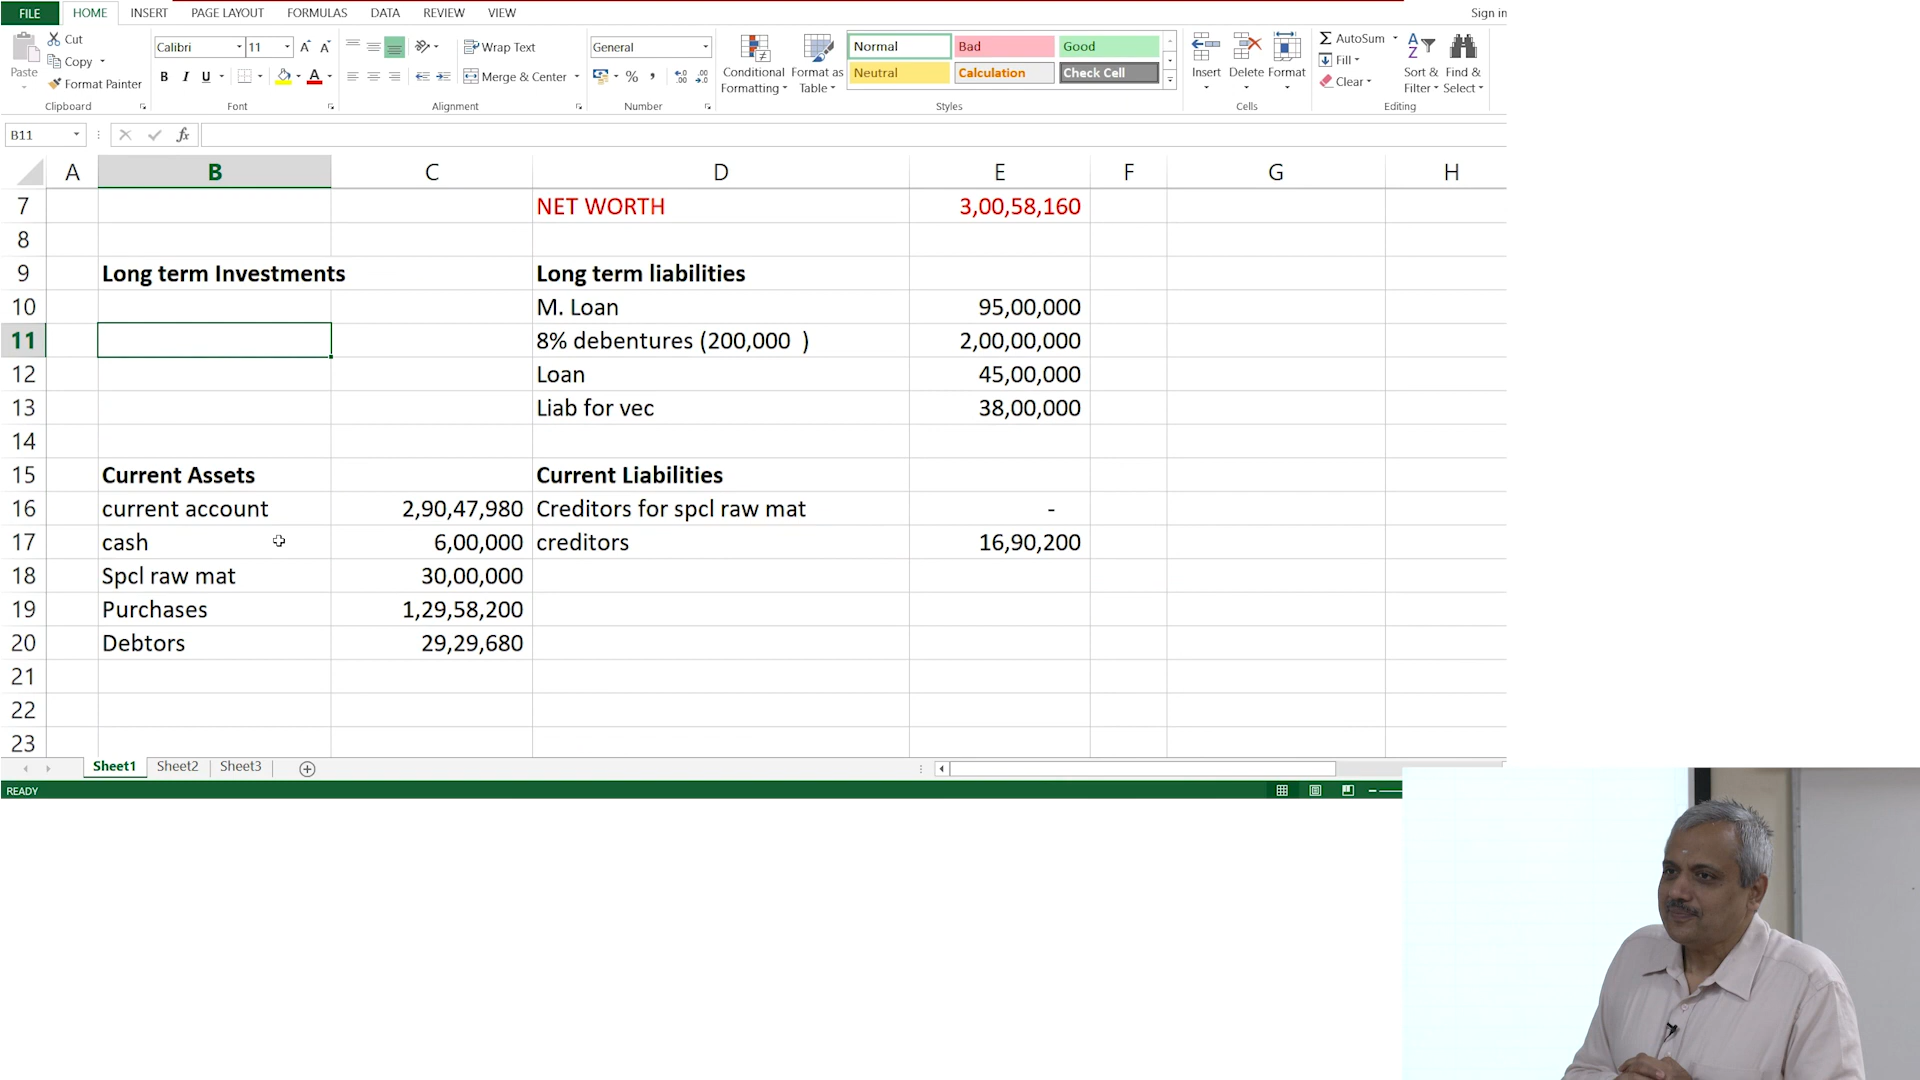 FILE HOME INSERT PAGE LAYOUT FORMULAS DATA REVIEW VIEW Sign in
Paste Cut
Copy
Format Painter
Clipboard
Calibri 11 A A
B I U A
Font
Wrap Text
Merge & Center
Alignment
General
% ,
Number
Conditional Formatting
Format as Table
Normal Bad Good
Neutral Calculation Check Cell
Styles
Insert Delete Format
Cells
AutoSum
Fill
Clear
Sort & Filter
Find & Select
Editing
B11 fx
A B C D E F G H
7 NET WORTH 3,00,58,160
8
9 Long term Investments Long term liabilities
10 M. Loan 95,00,000
11 8% debentures (200,000 ) 2,00,00,000
12 Loan 45,00,000
13 Liab for vec 38,00,000
14
15 Current Assets Current Liabilities
16 current account 2,90,47,980 Creditors for spcl raw mat -
17 cash 6,00,000 creditors 16,90,200
18 Spcl raw mat 30,00,000
19 Purchases 1,29,58,200
20 Debtors 29,29,680
21
22
23
Sheet1 Sheet2 Sheet3
READY